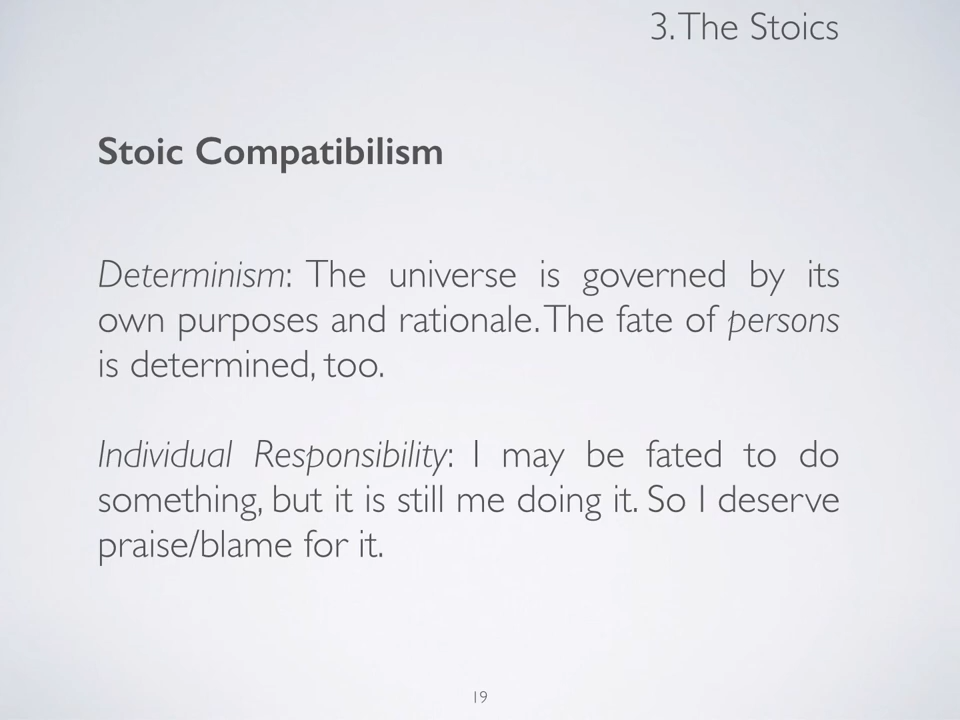 3. The Stoics
Stoic Compatibilism
Determinism: The universe is governed by its
own purposes and rationale. The fate of persons
is determined, too.
Individual Responsibility: I may be fated to do
something, but it is still me doing it. So I deserve
praise/blame for it.
19